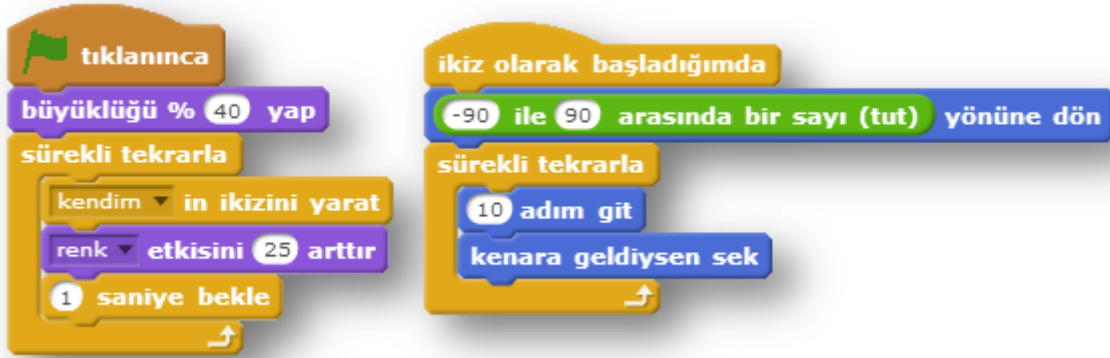 tıklanınca
büyüklüğü % 40 yap
sürekli tekrarla
kendim in ikizini yarat
renk etkisini 25 arttır
1 saniye bekle
ikiz olarak başladığımda
-90 ile 90 arasında bir sayı (tut) yönüne dön
sürekli tekrarla
10 adım git
kenara geldiysen sek